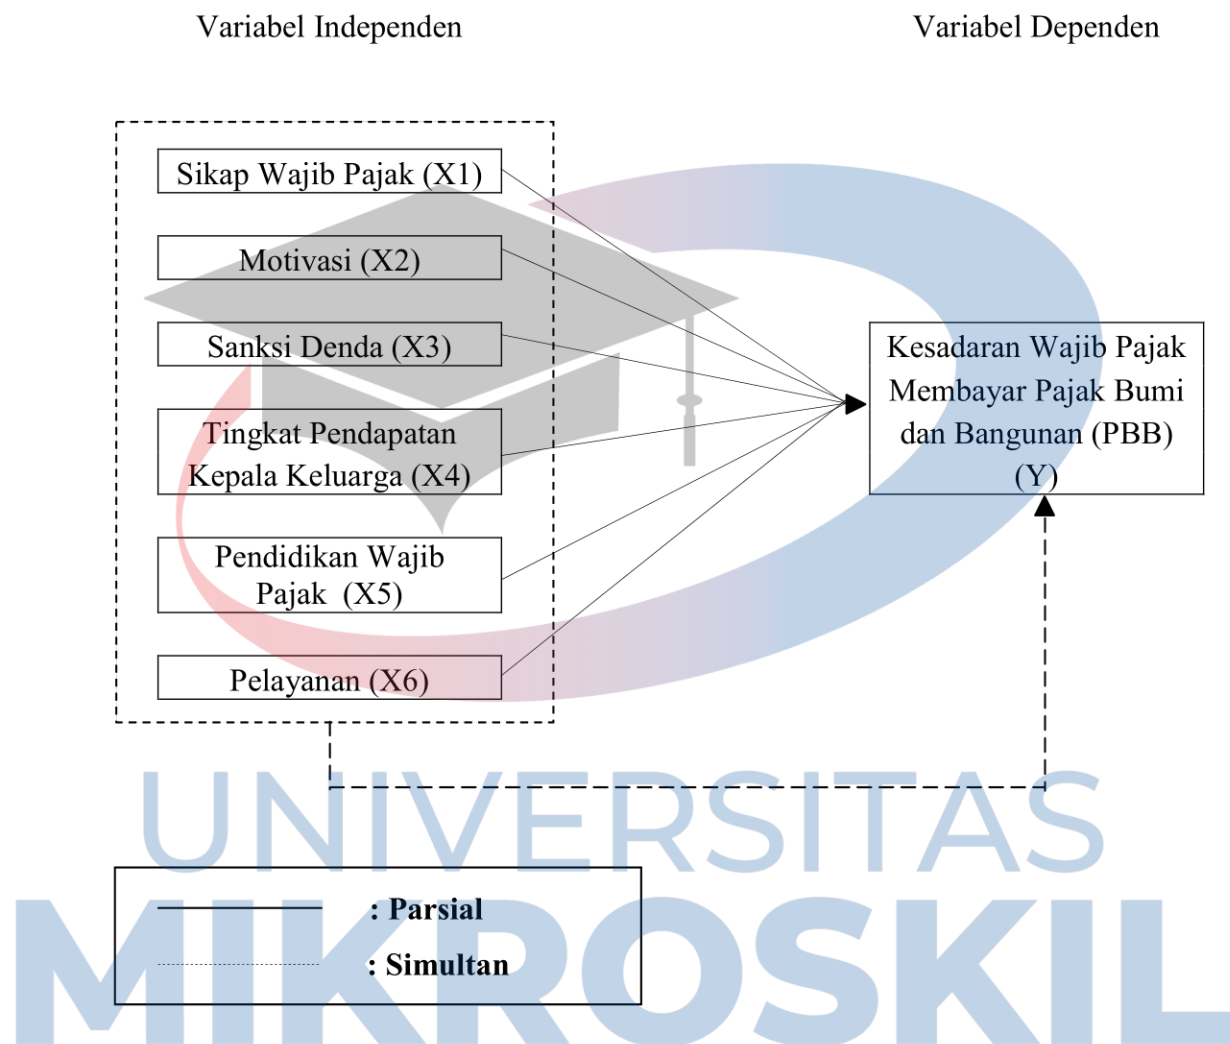 Variabel Independen
Variabel Dependen
Sikap Wajib Pajak (X1)
Motivasi (X2)
Sanksi Denda (X3)
Tingkat Pendapatan
Kepala Keluarga (X4)
Pendidikan Wajib
Pajak (X5)
Pelayanan (X6)
Kesadaran Wajib Pajak
Membayar Pajak Bumi
dan Bangunan (PBB)
(Y)
: Parsial
: Simultan
UNIVERSITAS
MIKROSKIL